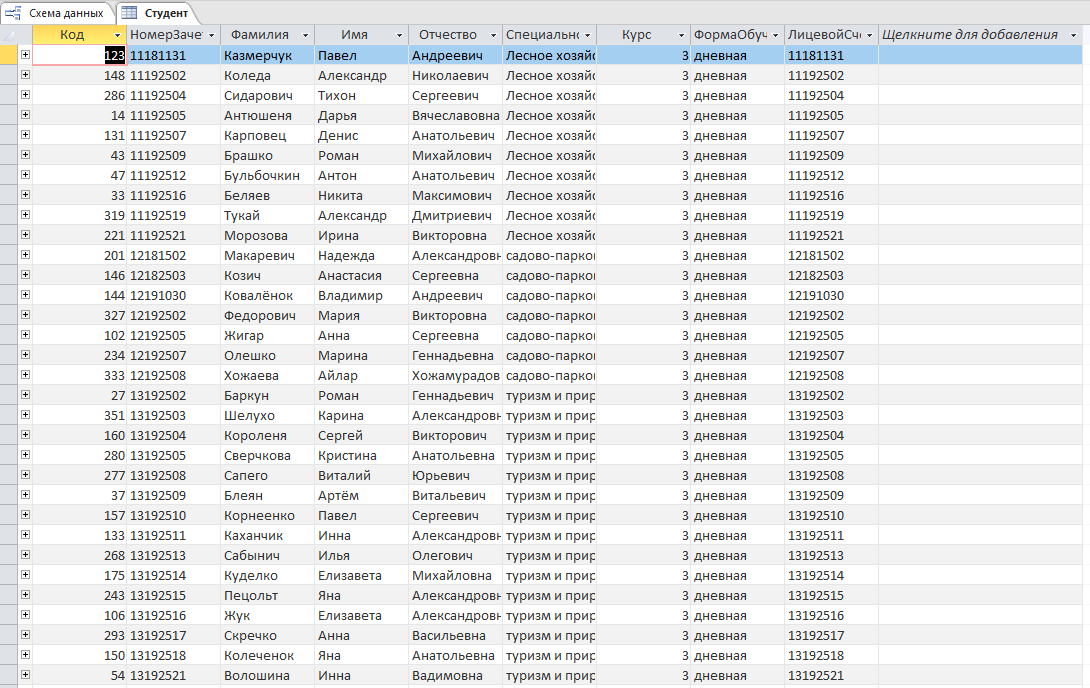 Схема данных Студент
Код НомерЗаче Фамилия Имя Отчество Специальнс Курс ФормаОбуч ЛицевойСче Щелкните для добавления
123 11181131 Казмерчук Павел Андреевич Лесное хозяйс 3 дневная 11181131
148 11192502 Коледа Александр Николаевич Лесное хозяйс 3 дневная 11192502
286 11192504 Сидарович Тихон Сергеевич Лесное хозяйс 3 дневная 11192504
14 11192505 Антюшеня Дарья Вячеславовна Лесное хозяйс 3 дневная 11192505
131 11192507 Карповец Денис Анатольевич Лесное хозяйс 3 дневная 11192507
43 11192509 Брашко Роман Михайлович Лесное хозяйс 3 дневная 11192509
47 11192512 Бульбочкин Антон Анатольевич Лесное хозяйс 3 дневная 11192512
33 11192516 Беляев Никита Максимович Лесное хозяйс 3 дневная 11192516
319 11192519 Тукай Александр Дмитриевич Лесное хозяйс 3 дневная 11192519
221 11192521 Морозова Ирина Викторовна Лесное хозяйс 3 дневная 11192521
201 12181502 Макаревич Надежда Александровн садово-парко 3 дневная 12181502
146 12182503 Козич Анастасия Сергеевна садово-парко 3 дневная 12182503
144 12191030 Ковалёнок Владимир Андреевич садово-парко 3 дневная 12191030
327 12192502 Федорович Мария Викторовна садово-парко 3 дневная 12192502
102 12192505 Жигар Анна Сергеевна садово-парко 3 дневная 12192505
234 12192507 Олешко Марина Геннадьевна садово-парко 3 дневная 12192507
333 12192508 Хожаева Айлар Хожамурадов садово-парко 3 дневная 12192508
27 13192502 Баркун Роман Геннадьевич туризм и прир 3 дневная 13192502
351 13192503 Шелухо Карина Александровн туризм и прир 3 дневная 13192503
160 13192504 Короленя Сергей Викторович туризм и прир 3 дневная 13192504
280 13192505 Сверчкова Кристина Анатольевна туризм и прир 3 дневная 13192505
277 13192508 Сапего Виталий Юрьевич туризм и прир 3 дневная 13192508
37 13192509 Блеян Артём Витальевич туризм и прир 3 дневная 13192509
157 13192510 Корнеенко Павел Сергеевич туризм и прир 3 дневная 13192510
133 13192511 Каханчик Инна Александровн туризм и прир 3 дневная 13192511
268 13192513 Сабынич Илья Олегович туризм и прир 3 дневная 13192513
175 13192514 Куделко Елизавета Михайловна туризм и прир 3 дневная 13192514
243 13192515 Пецольт Яна Александровн туризм и прир 3 дневная 13192515
106 13192516 Жук Елизавета Александровн туризм и прир 3 дневная 13192516
293 13192517 Скречко Анна Васильевна туризм и прир 3 дневная 13192517
150 13192518 Колеченок Яна Анатольевна туризм и прир 3 дневная 13192518
54 13192521 Волошина Инна Вадимовна туризм и прир 3 дневная 13192521